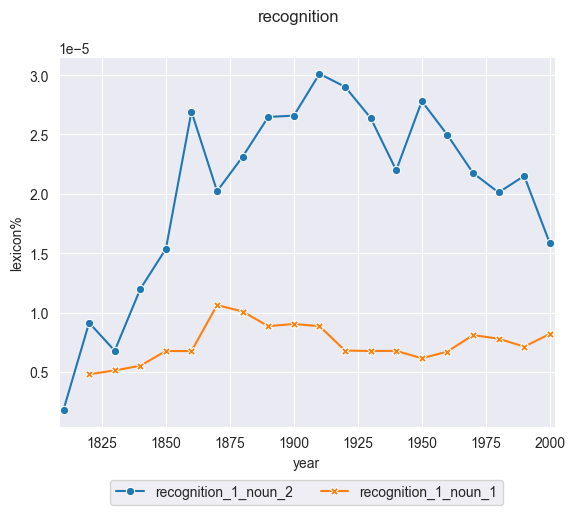 recognition
1e−5
3.0
2.5
2.0
1.5
1.0
0.5
lexicon%
1825 1850 1875 1900 1925 1950 1975 2000
year
recognition_1_noun_2 recognition_1_noun_1